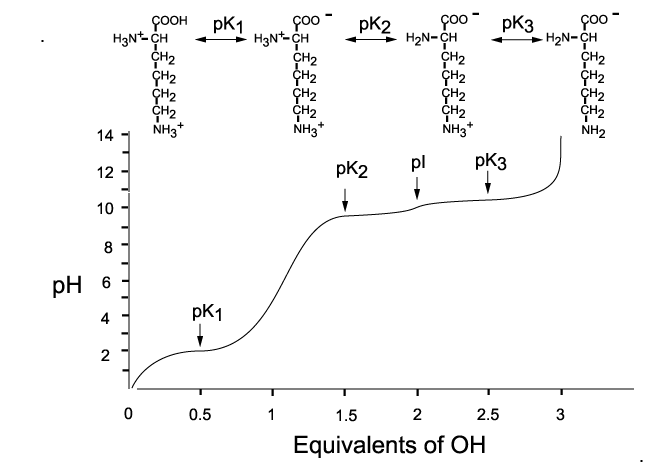 COOH pK1 COO - pK2 COO - pK3 COO -
H3N+-CH H3N+-CH H2N-CH H2N-CH
CH2 CH2 CH2 CH2
CH2 CH2 CH2 CH2
CH2 CH2 CH2 CH2
CH2 CH2 CH2 CH2
NH3+ NH3+ NH3+ NH2
14
12
10
8
6
4
2
pH
pK1
pK2
pI
pK3
0 0.5 1 1.5 2 2.5 3
Equivalents of OH